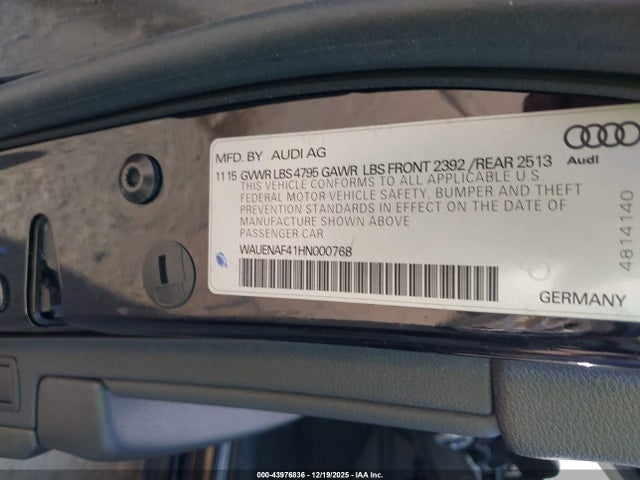 MFD. BY AUDI AG
11 15 GVWR LBS 4795 GAWR LBS FRONT 2392 /REAR 2513
THIS VEHICLE CONFORMS TO ALL APPLICABLE U.S.
FEDERAL MOTOR VEHICLE SAFETY, BUMPER AND THEFT
PREVENTION STANDARDS IN EFFECT ON THE DATE OF
MANUFACTURE SHOWN ABOVE
PASSENGER CAR
WAUENAF41HN000768
Audi
4814140
GERMANY
000-43976836 - 12/19/2025 - IAA Inc.